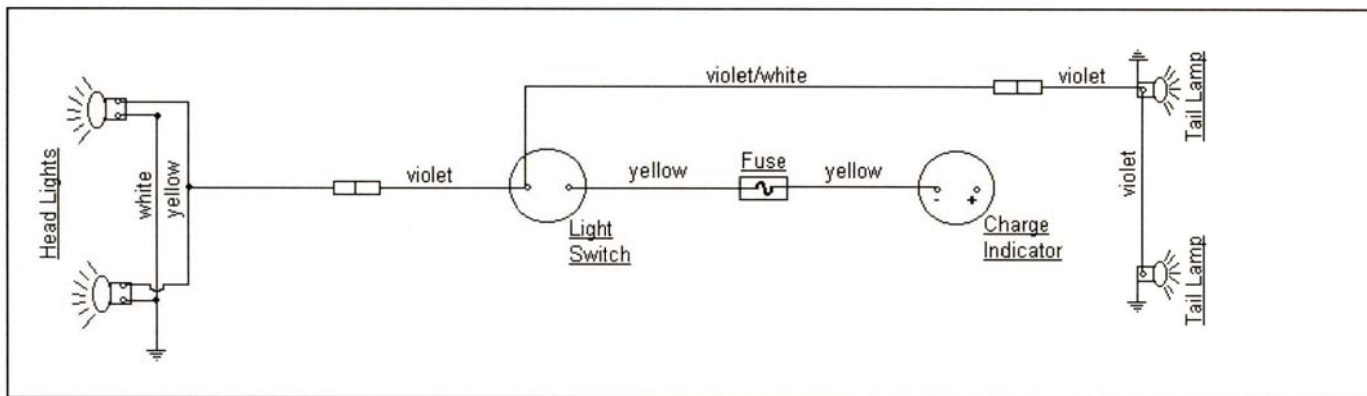 violet/white
violet
Tail Lamp
Head Lights
white
yellow
violet
Light
Switch
yellow
Fuse
yellow
-
+
Charge
Indicator
violet
Tail Lamp